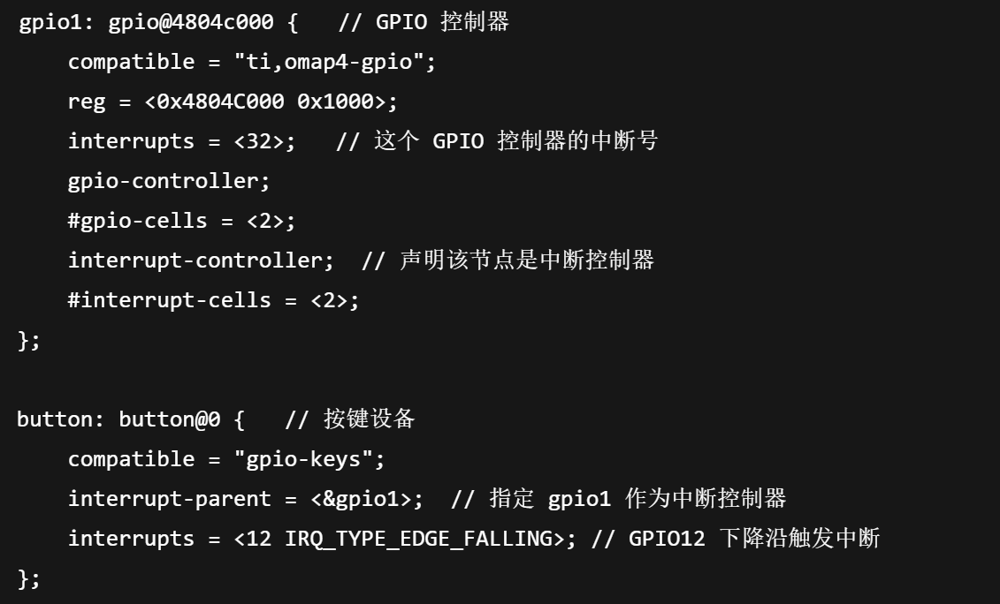 gpio1: gpio@4804c000 {   // GPIO 控制器
    compatible = "ti,omap4-gpio";
    reg = <0x4804C000 0x1000>;
    interrupts = <32>;   // 这个 GPIO 控制器的中断号
    gpio-controller;
    #gpio-cells = <2>;
    interrupt-controller;  // 声明该节点是中断控制器
    #interrupt-cells = <2>;
};

button: button@0 {   // 按键设备
    compatible = "gpio-keys";
    interrupt-parent = <&gpio1>;  // 指定 gpio1 作为中断控制器
    interrupts = <12 IRQ_TYPE_EDGE_FALLING>; // GPIO12 下降沿触发中断
};